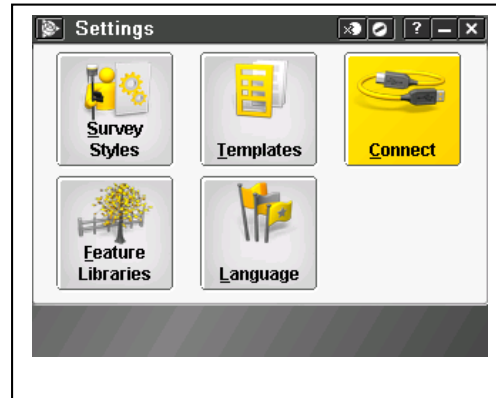 Settings
?
Survey
Styles
Templates
Connect
Feature
Libraries
Language